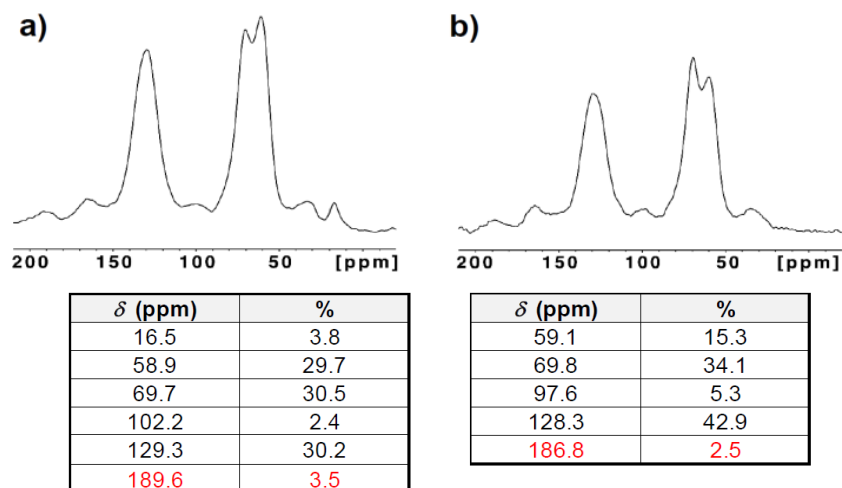 a)
200 150 100 50 [ppm]
δ (ppm) %
16.5 3.8
58.9 29.7
69.7 30.5
102.2 2.4
129.3 30.2
189.6 3.5
b)
200 150 100 50 [ppm]
δ (ppm) %
59.1 15.3
69.8 34.1
97.6 5.3
128.3 42.9
186.8 2.5